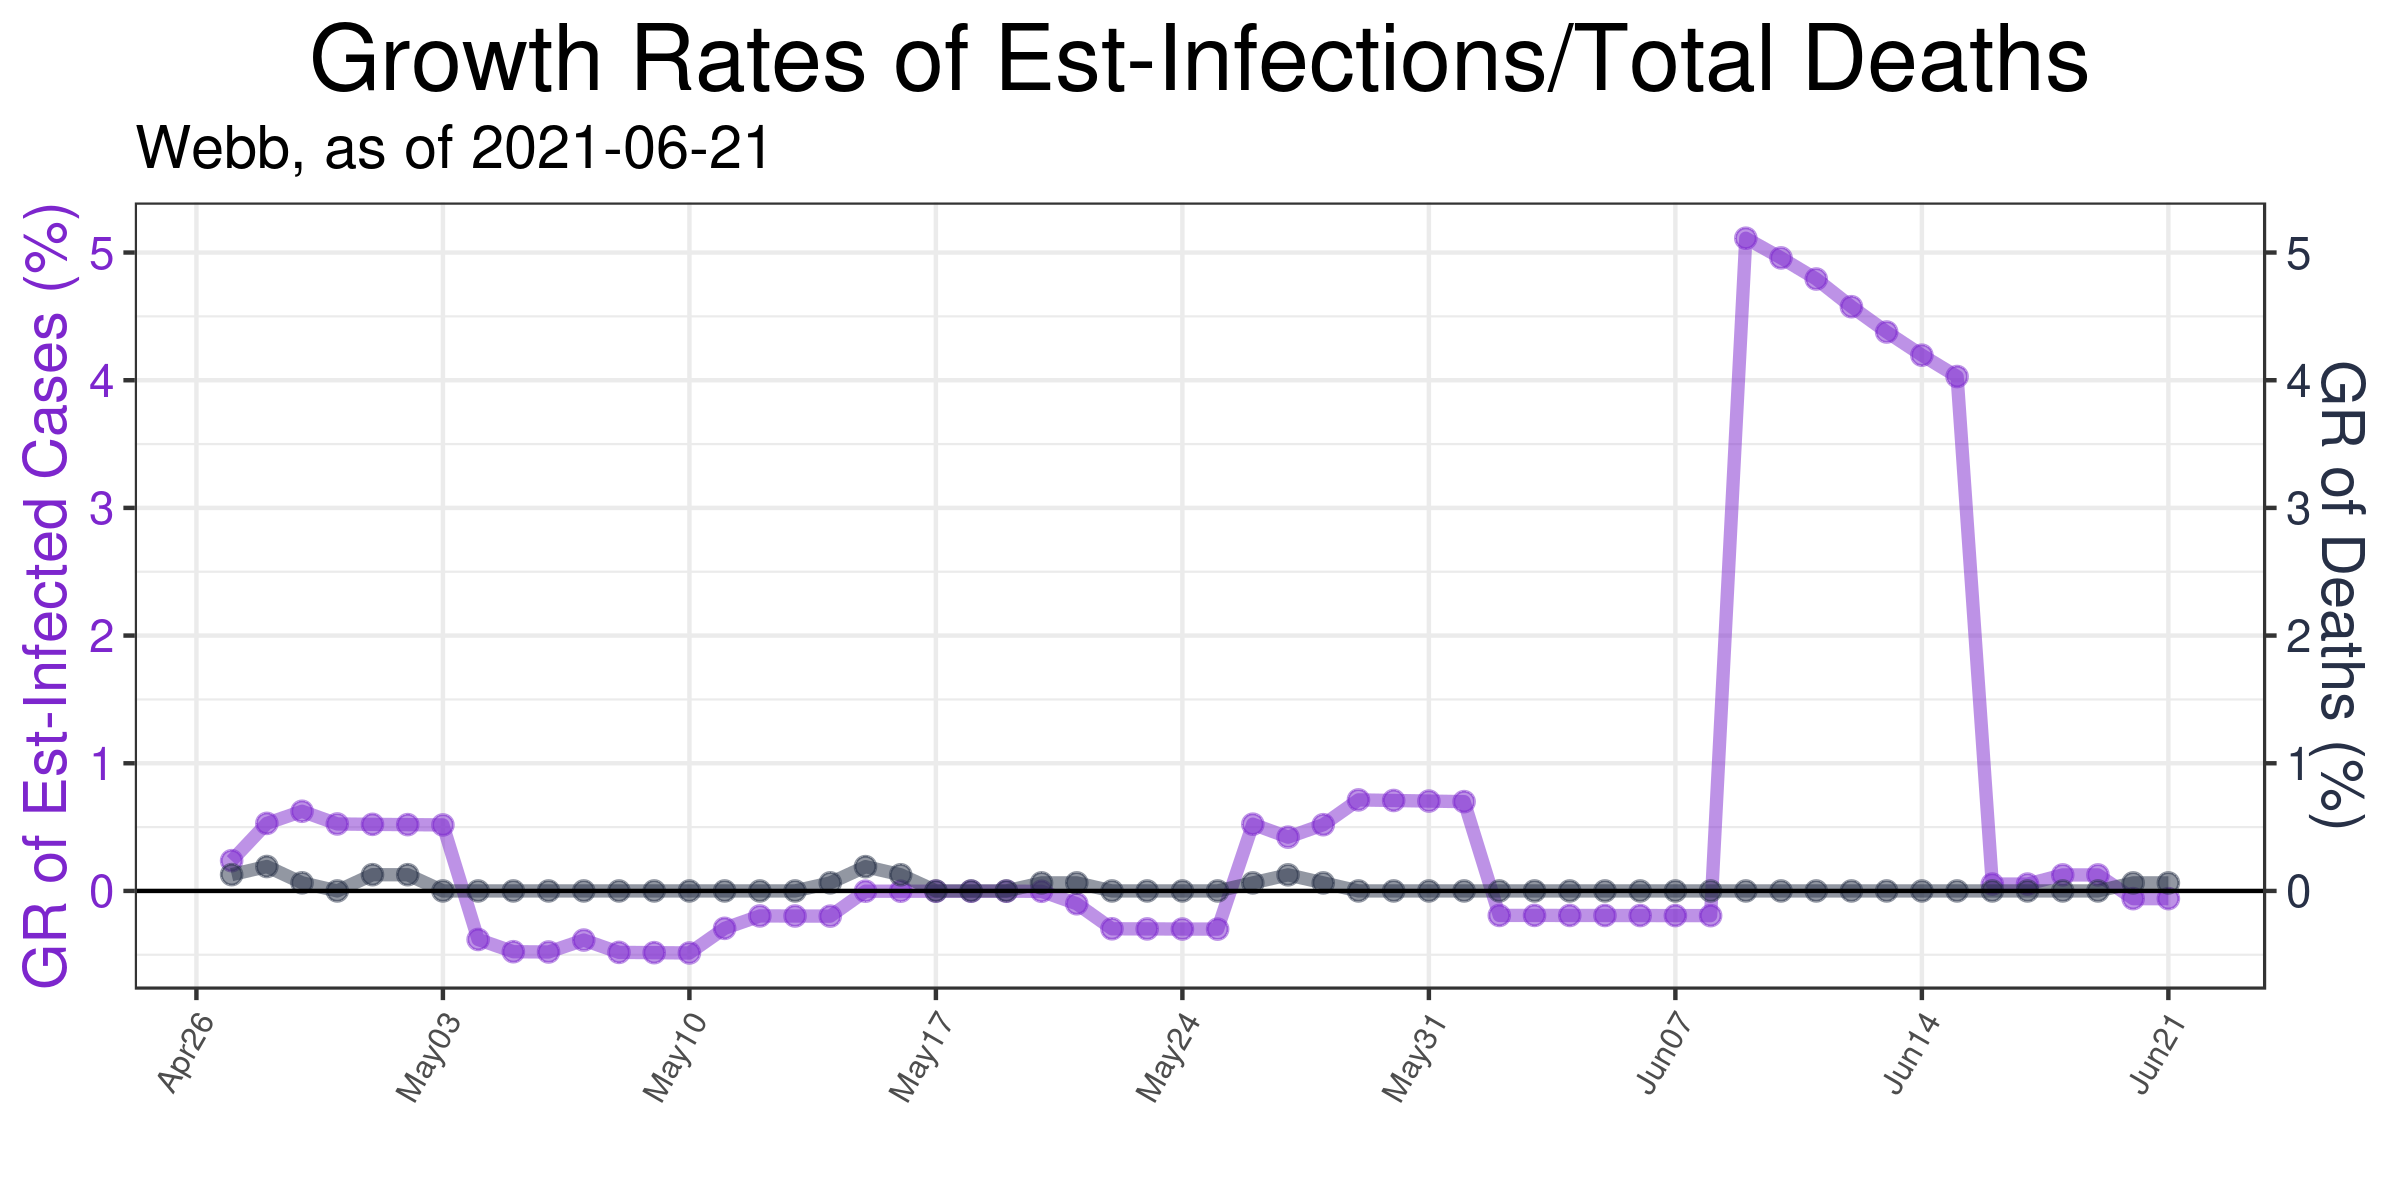 Growth Rates of Est-Infections/Total Deaths
Webb, as of 2021-06-21
GR of Est-Infected Cases (%)
5
4
3
2
1
0
5
4
3
2
1
0
GR of Deaths (%)
Apr26
May03
May10
May17
May24
May31
Jun07
Jun14
Jun21